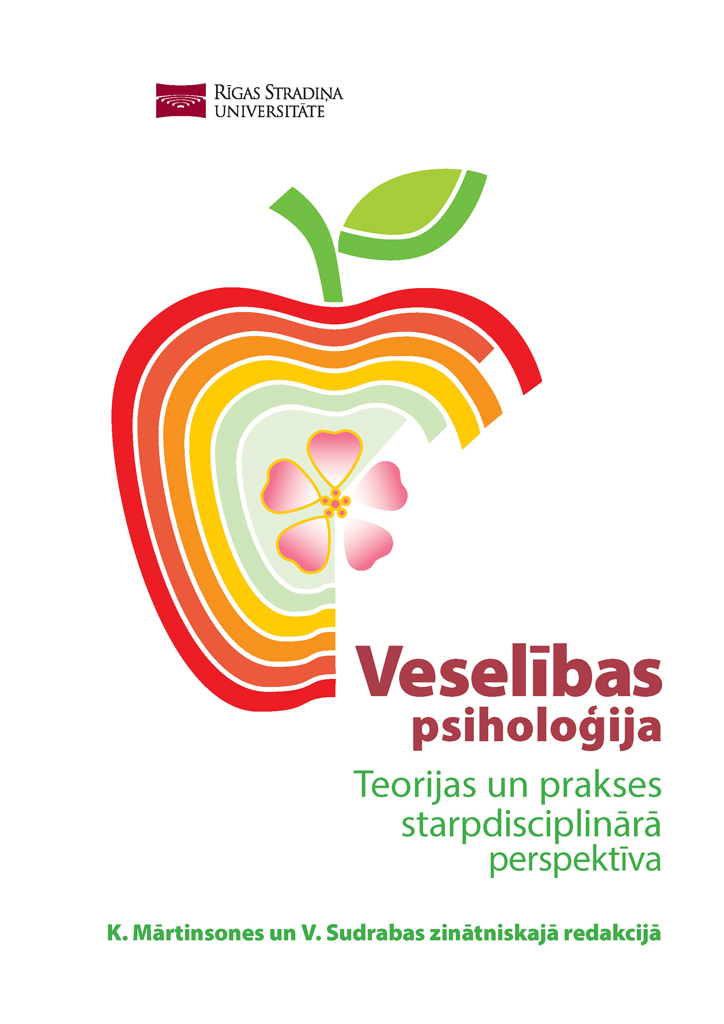 RĪGAS STRADIŅA
UNIVERSITĀTE
Veselības
psiholoģija
Teorijas un prakses
starpdisciplinārā
perspektīva
K. Mārtinsones un V. Sudrabas zinātniskajā redakcijā